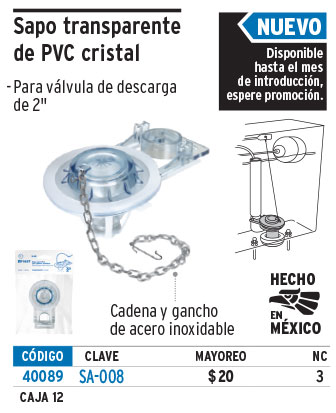 Sapo transparente
de PVC cristal
-Para válvula de descarga
de 2"
NUEVO
Disponible
hasta el mes
de introducción,
espere promoción.
Cadena y gancho
de acero inoxidable
HECHO
EN
MÉXICO
CÓDIGO CLAVE MAYOREO NC
40089 SA-008 $20 3
CAJA 12